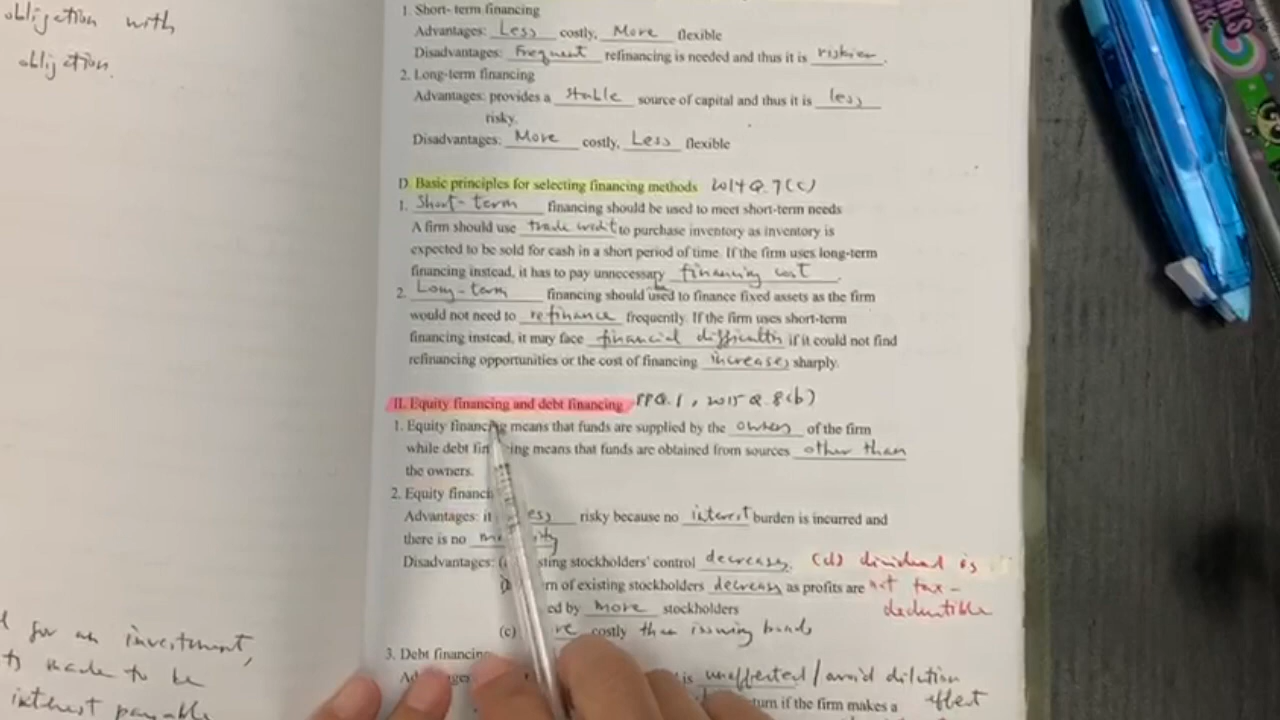 obligation with
obligation.
1. Short- term financing
Advantages: Less costly, More flexible
Disadvantages: Frequent refinancing is needed and thus it is riskier.
2. Long-term financing
Advantages: provides a stable source of capital and thus it is less
risky.
Disadvantages: More costly, Less flexible
D. Basic principles for selecting financing methods 2014 Q.7(c)
1. Short-term financing should be used to meet short-term needs
A firm should use trade credit to purchase inventory as inventory is
expected to be sold for cash in a short period of time. If the firm uses long-term
financing instead, it has to pay unnecessary financing cost.
2. Long-term financing should be used to finance fixed assets as the firm
would not need to refinance frequently. If the firm uses short-term
financing instead, it may face financial difficulties if it could not find
refinancing opportunities or the cost of financing increases sharply.
II. Equity financing and debt financing PPQ.1, 2015 Q.8(b)
1. Equity financing means that funds are supplied by the owners of the firm
while debt fin ing means that funds are obtained from sources other than
the owners.
2. Equity financi
Advantages: it ess risky because no interest burden is incurred and
there is no ma ity
Disadvantages: sting stockholders' control decreases. (d) dividend is
rn of existing stockholders decreases as profits are not tax-
ed by more stockholders deductible
(c) re costly than issuing bonds
3. Debt financing
Ad ges is unaffected / avoid dilution
turn if the firm makes a effect
for an investment,
made to be
interest payable